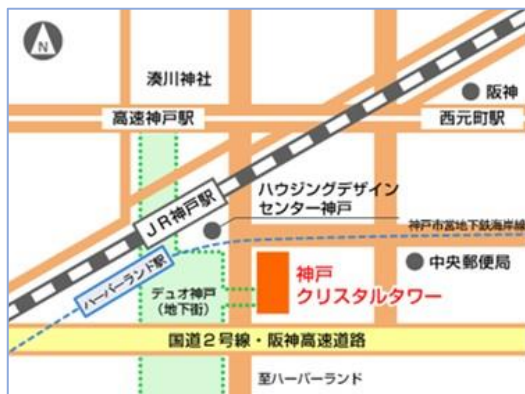 N
湊川神社
阪神
高速神戸駅
西元町駅
JR神戸駅
ハウジングデザイン
センター神戸
神戸市営地下鉄海岸線
ハーバーランド駅
中央郵便局
神戸
クリスタルタワー
デュオ神戸
(地下街)
国道2号線・阪神高速道路
至ハーバーランド